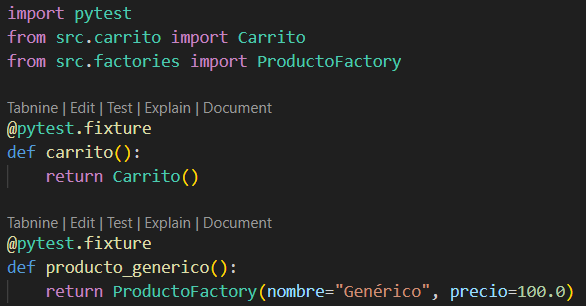 import pytest
from src.carrito import Carrito
from src.factories import ProductoFactory
Tabnine | Edit | Test | Explain | Document
@pytest.fixture
def carrito():
    return Carrito()
Tabnine | Edit | Test | Explain | Document
@pytest.fixture
def producto_generico():
    return ProductoFactory(nombre="Genérico", precio=100.0)